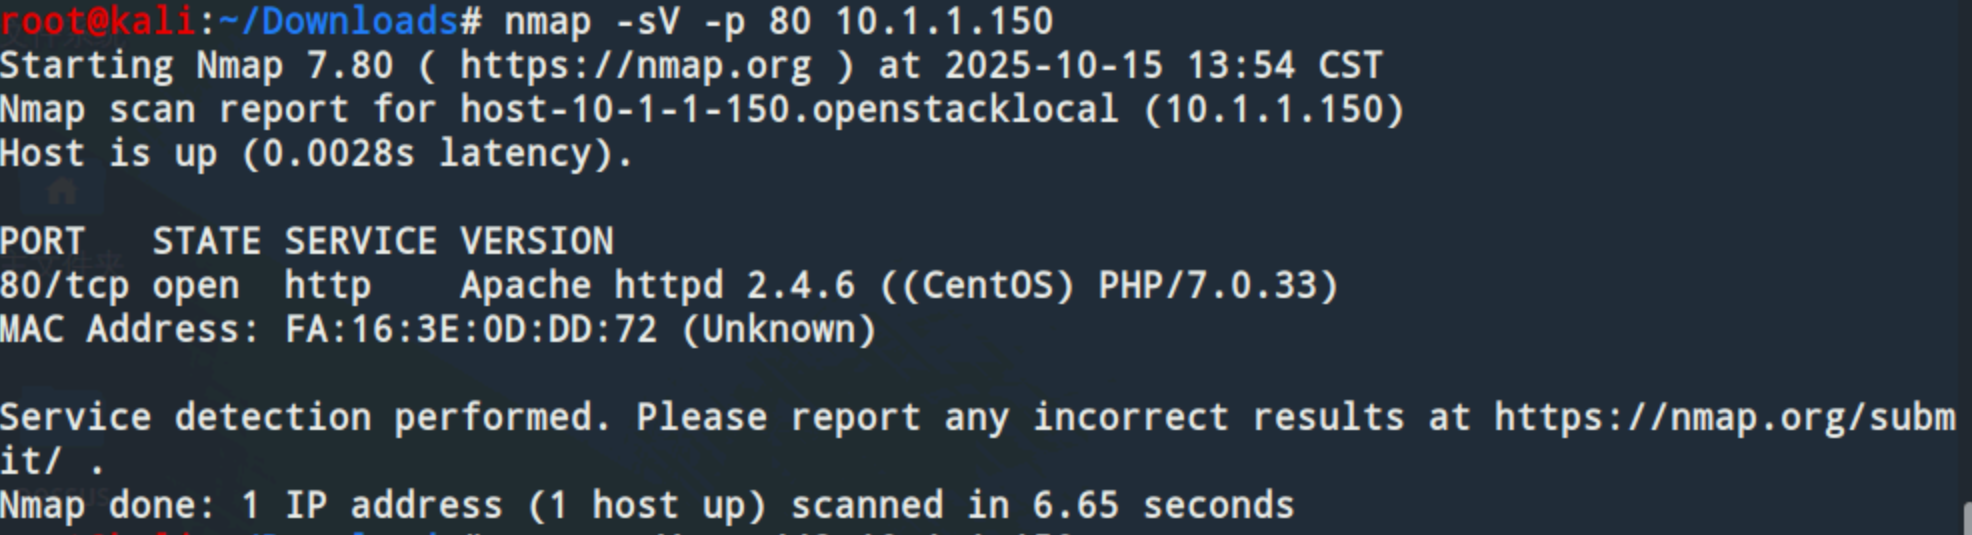 root@kali:~/Downloads# nmap -sV -p 80 10.1.1.150
Starting Nmap 7.80 ( https://nmap.org ) at 2025-10-15 13:54 CST
Nmap scan report for host-10-1-1-150.openstacklocal (10.1.1.150)
Host is up (0.0028s latency).
PORT   STATE SERVICE VERSION
80/tcp open  http    Apache httpd 2.4.6 ((CentOS) PHP/7.0.33)
MAC Address: FA:16:3E:0D:DD:72 (Unknown)
Service detection performed. Please report any incorrect results at https://nmap.org/subm
it/ .
Nmap done: 1 IP address (1 host up) scanned in 6.65 seconds